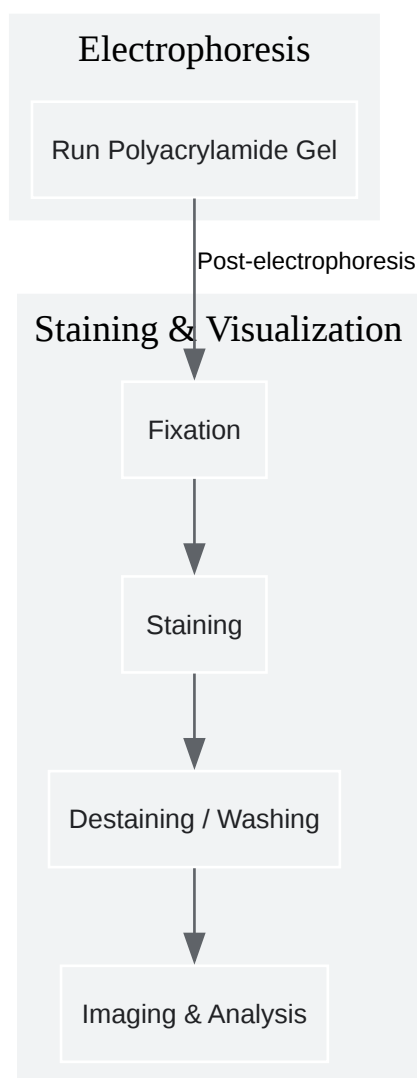 Electrophoresis
Run Polyacrylamide Gel
Post-electrophoresis
Staining & Visualization
Fixation
Staining
Destaining / Washing
Imaging & Analysis